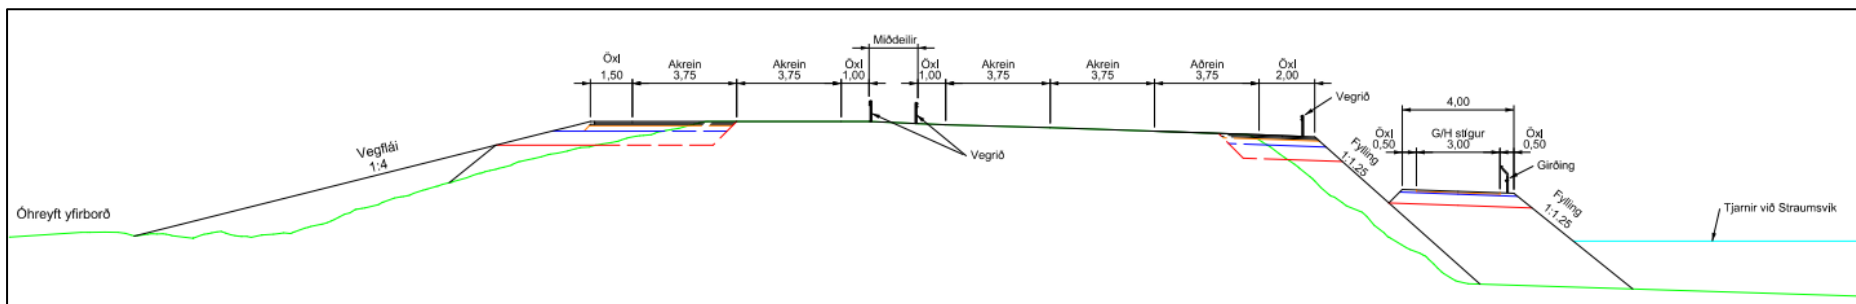 Miðdeilir
Öxl
1,50
Akrein
3,75
Akrein
3,75
Öxl
1,00
Öxl
1,00
Akrein
3,75
Akrein
3,75
Aðrein
3,75
Öxl
2,00
Vegrið
4,00
Öxl
0,50
G/H stígur
3,00
Öxl
0,50
Girðing
Vegflái
1:4
Vegrið
Fylling
1:1.25
Fylling
1:1.25
Óhreyft yfirborð
Tjarnir við Straumsvík